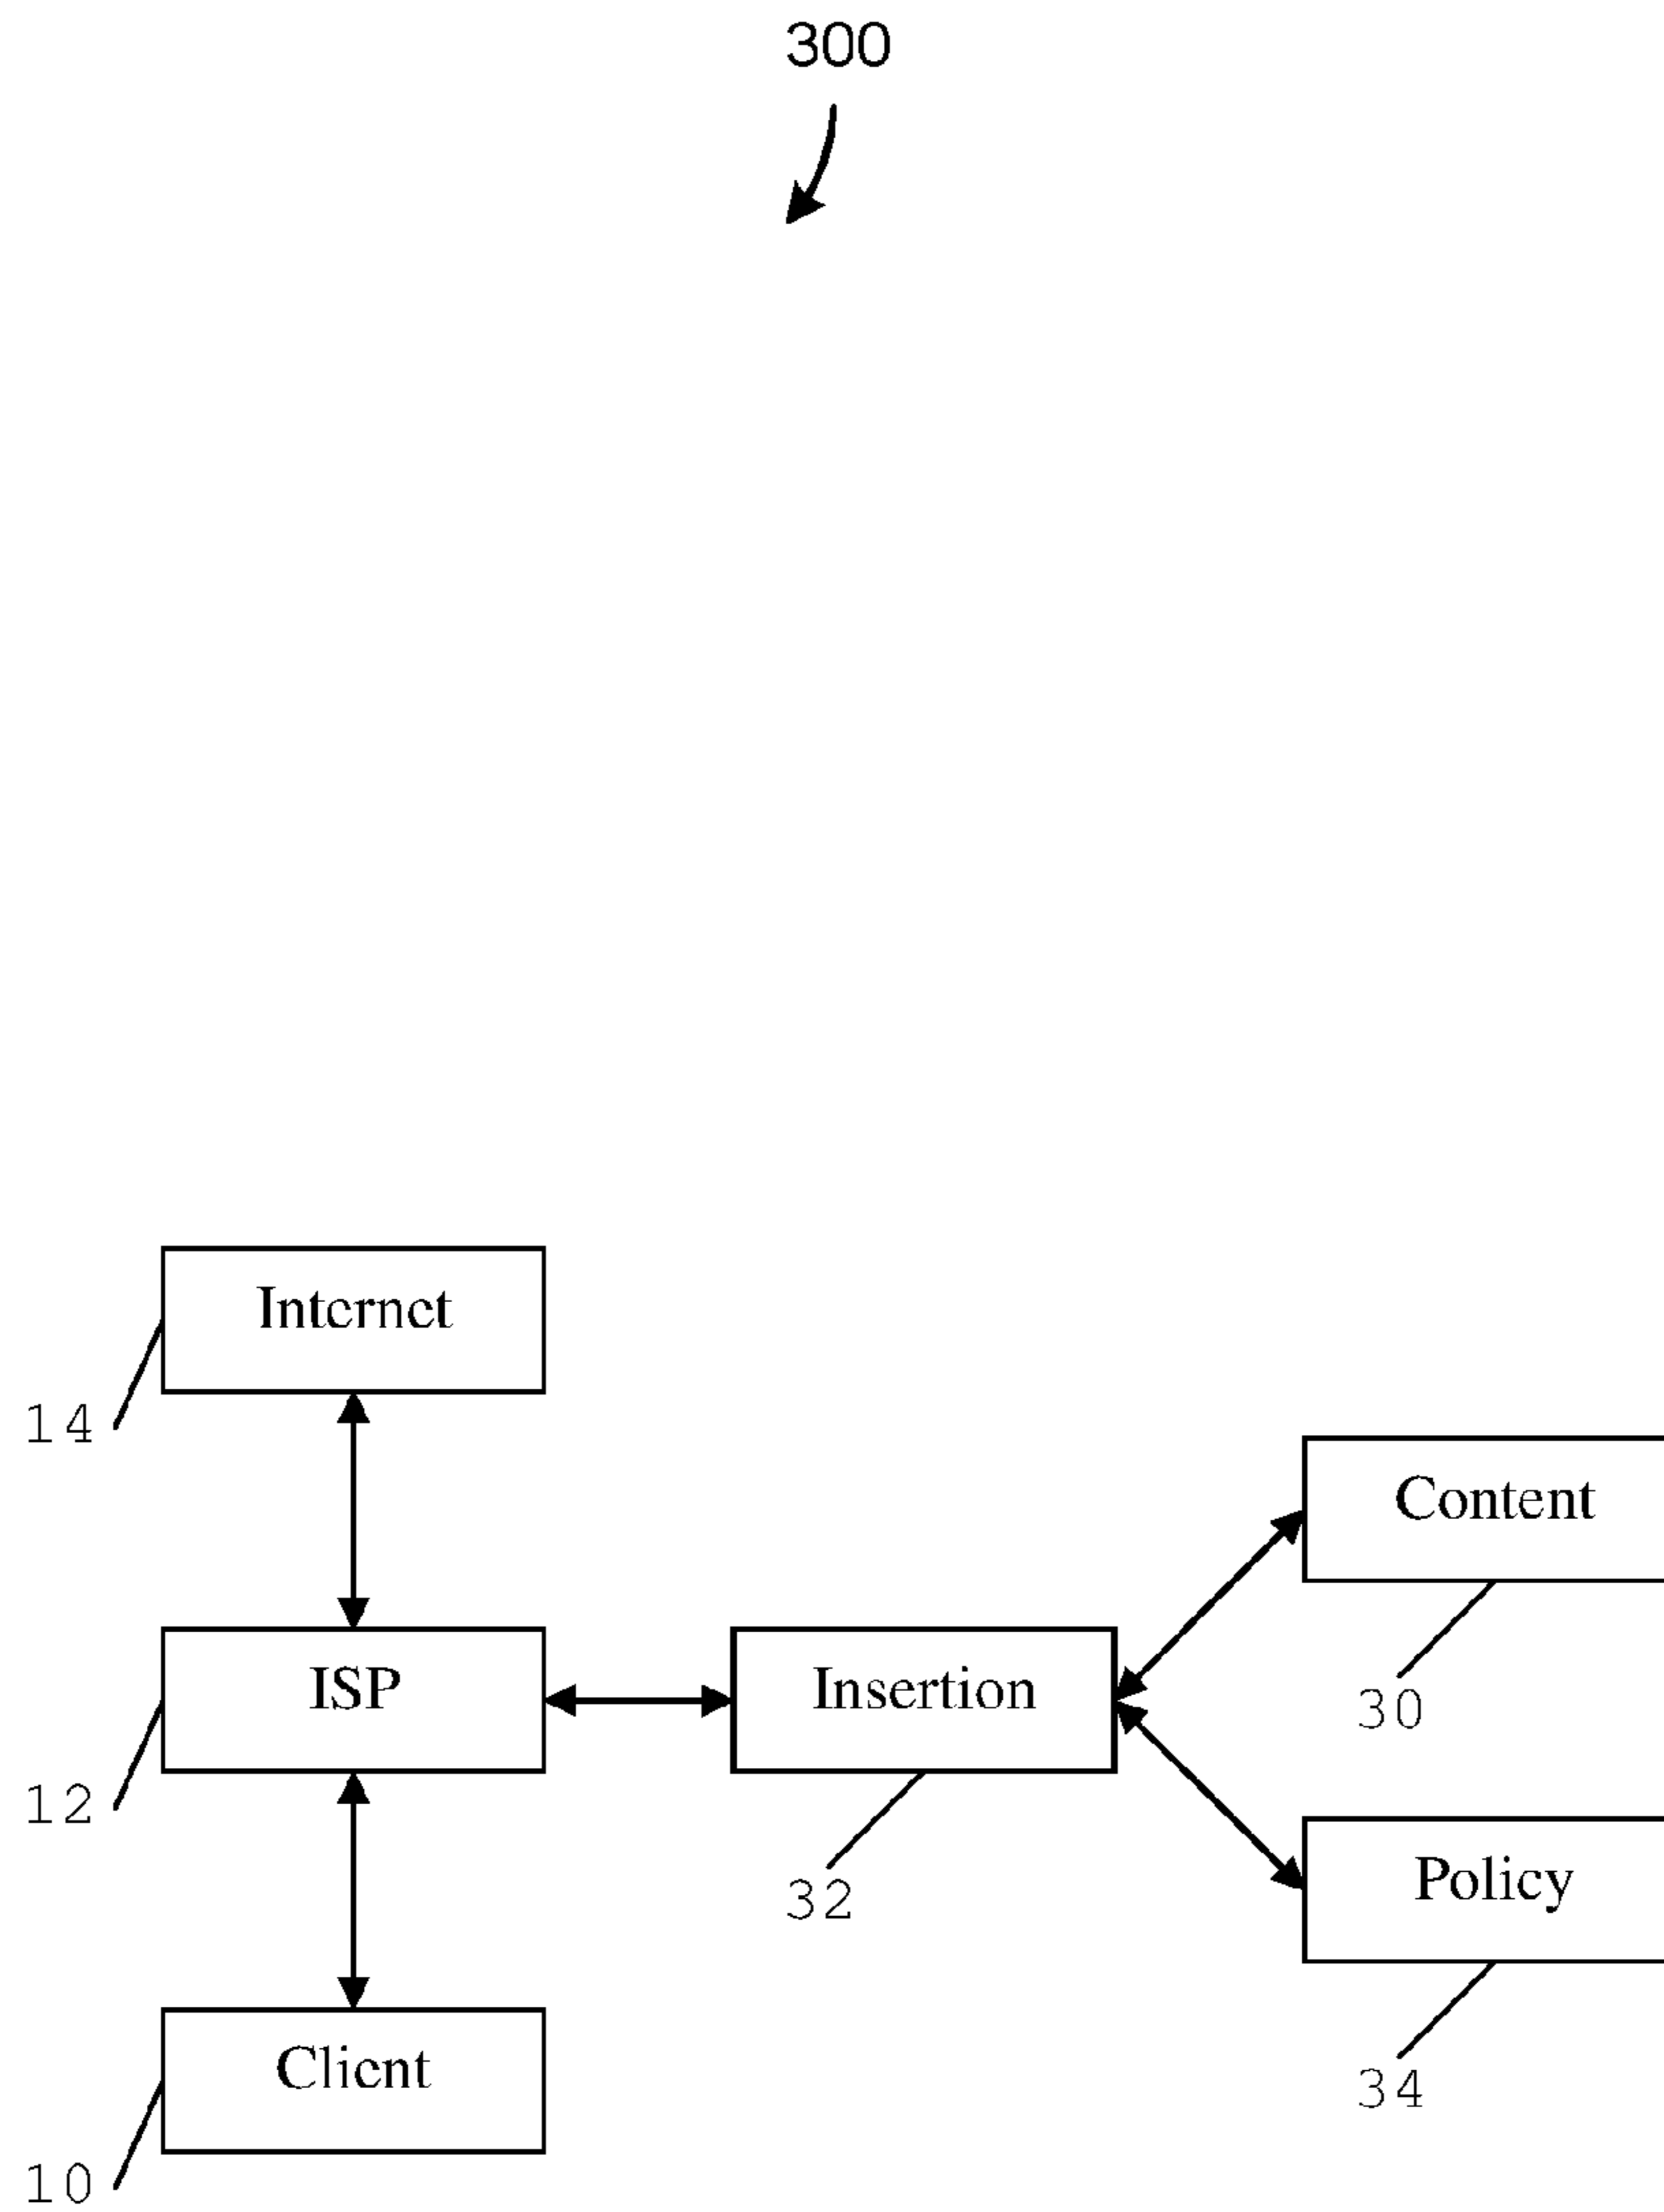 300
Internet
14
Content
30
ISP
Insertion
12
32
Policy
34
Client
10